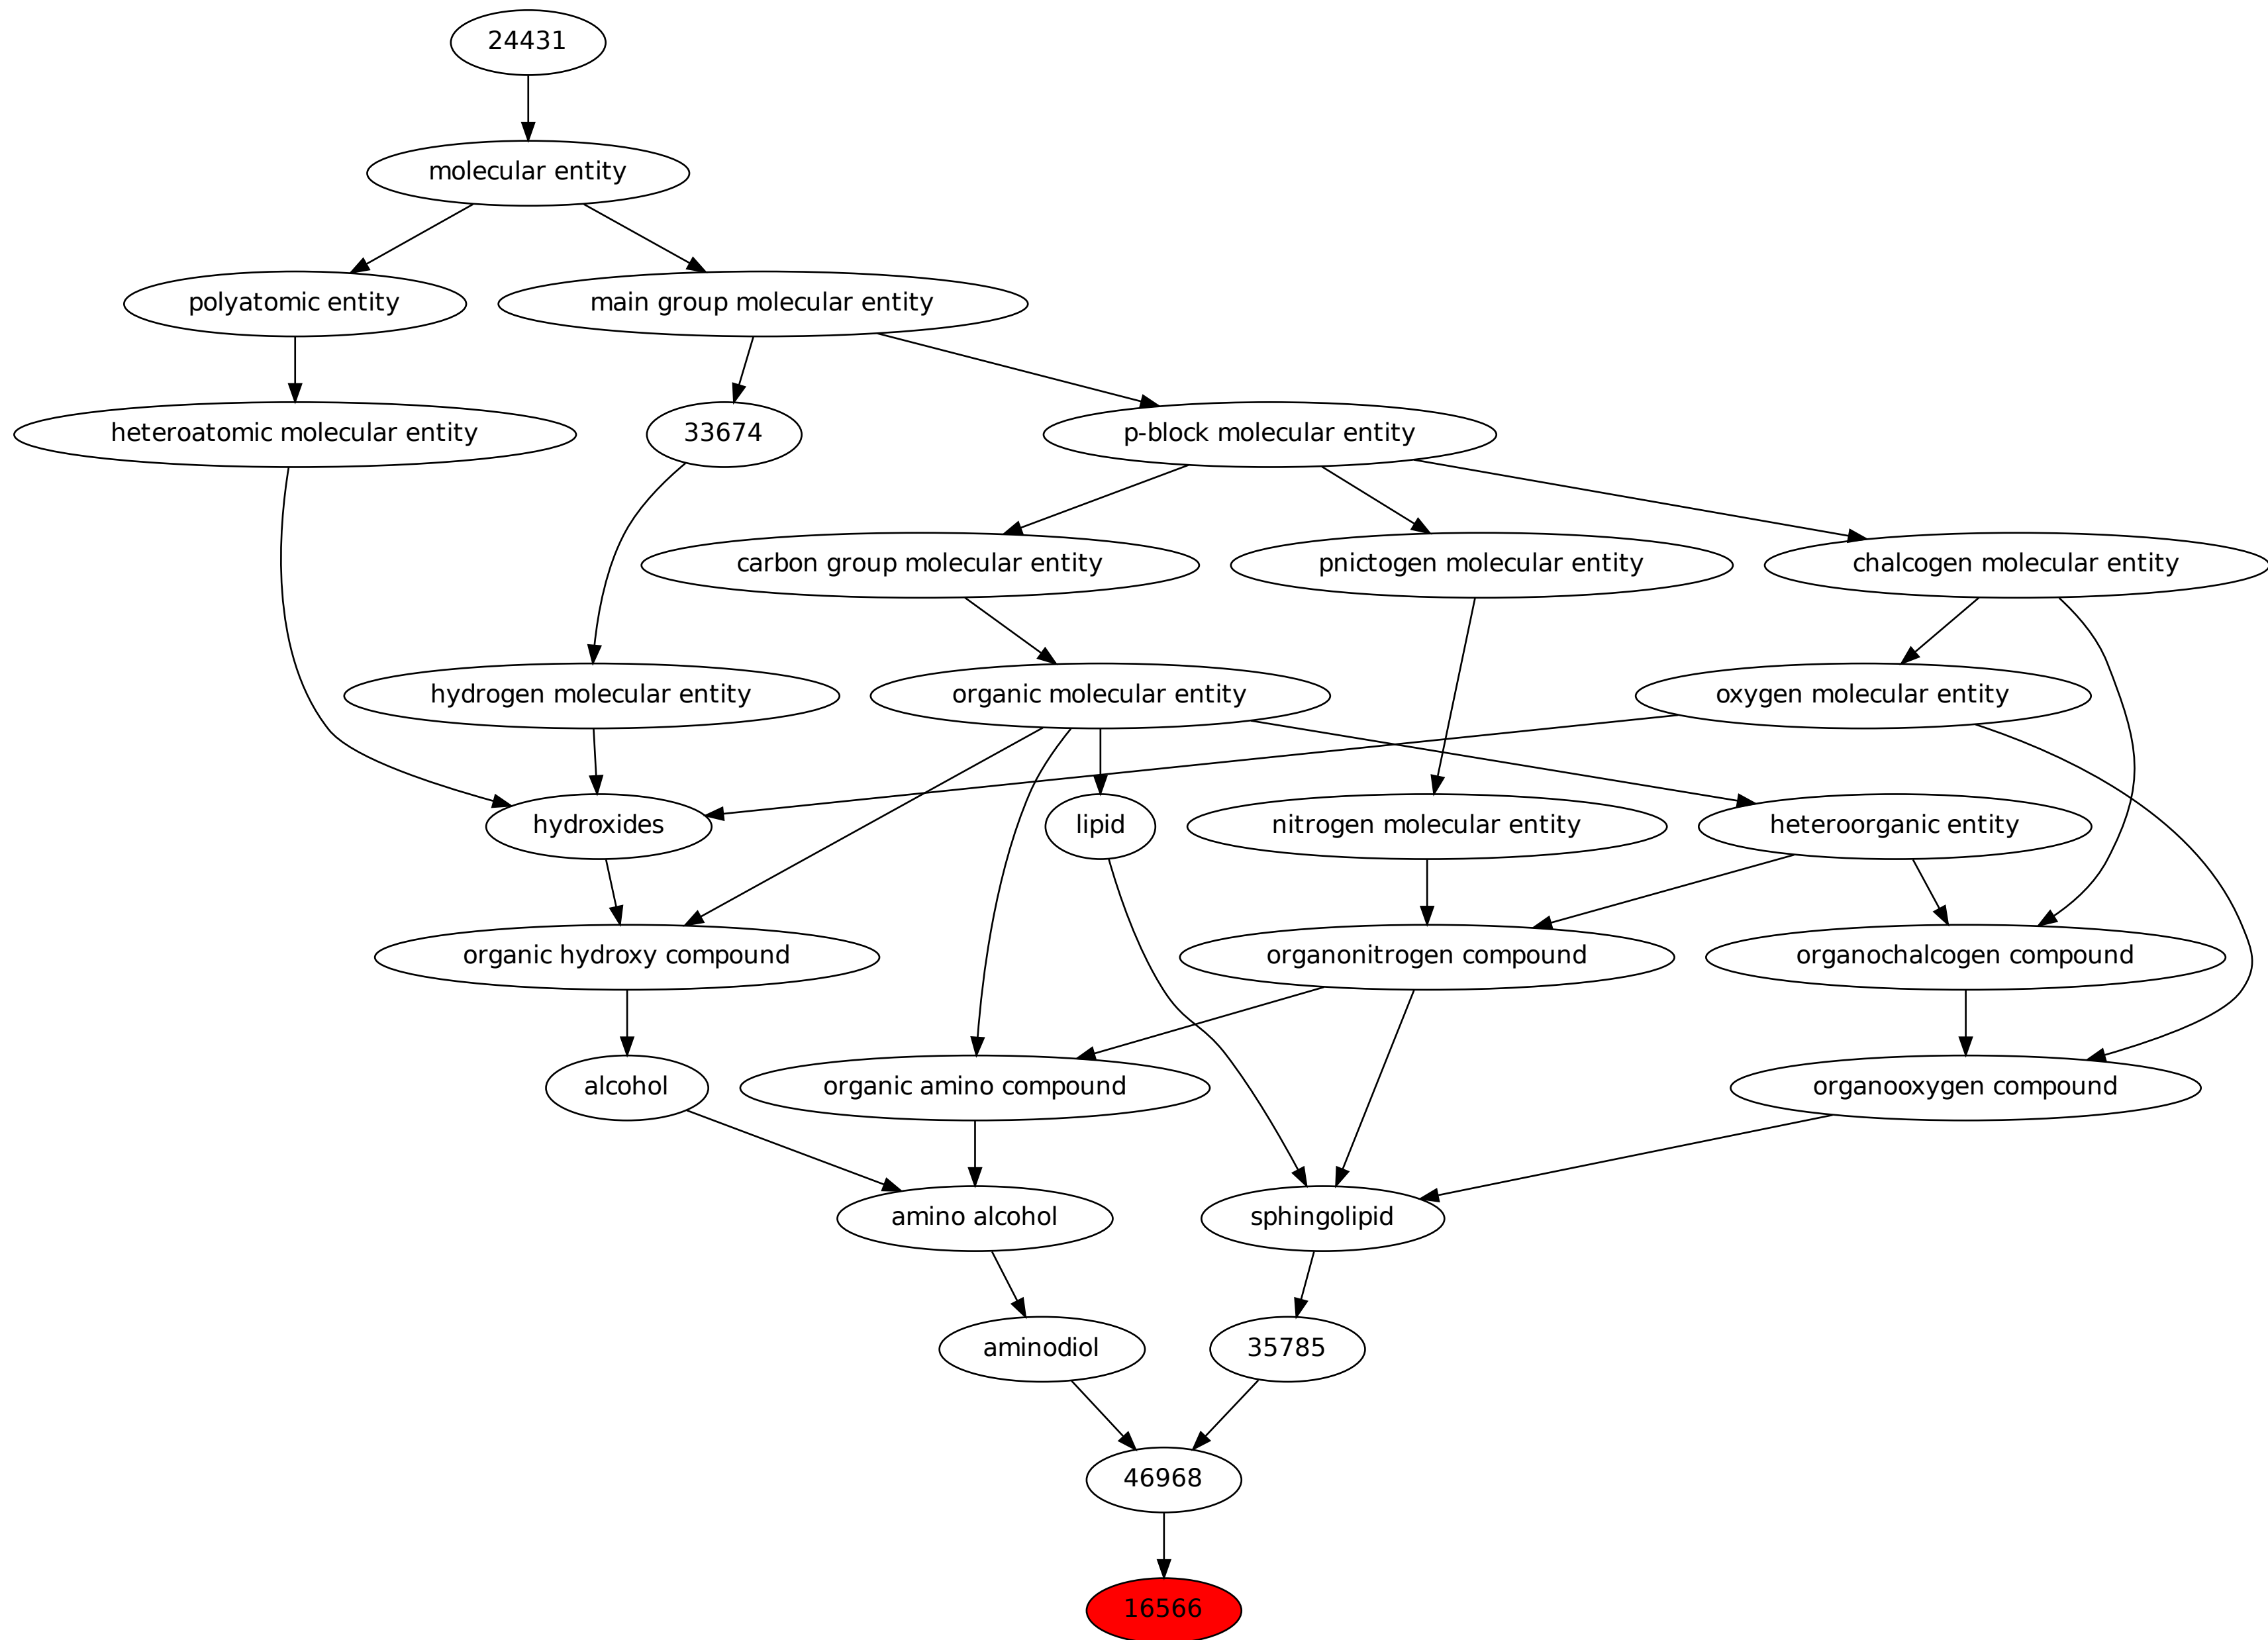 24431
molecular entity
polyatomic entity
main group molecular entity
heteroatomic molecular entity
33674
p-block molecular entity
carbon group molecular entity
pnictogen molecular entity
chalcogen molecular entity
hydrogen molecular entity
organic molecular entity
oxygen molecular entity
hydroxides
lipid
nitrogen molecular entity
heteroorganic entity
organic hydroxy compound
organonitrogen compound
organochalcogen compound
alcohol
organic amino compound
organooxygen compound
amino alcohol
sphingolipid
aminodiol
35785
46968
16566